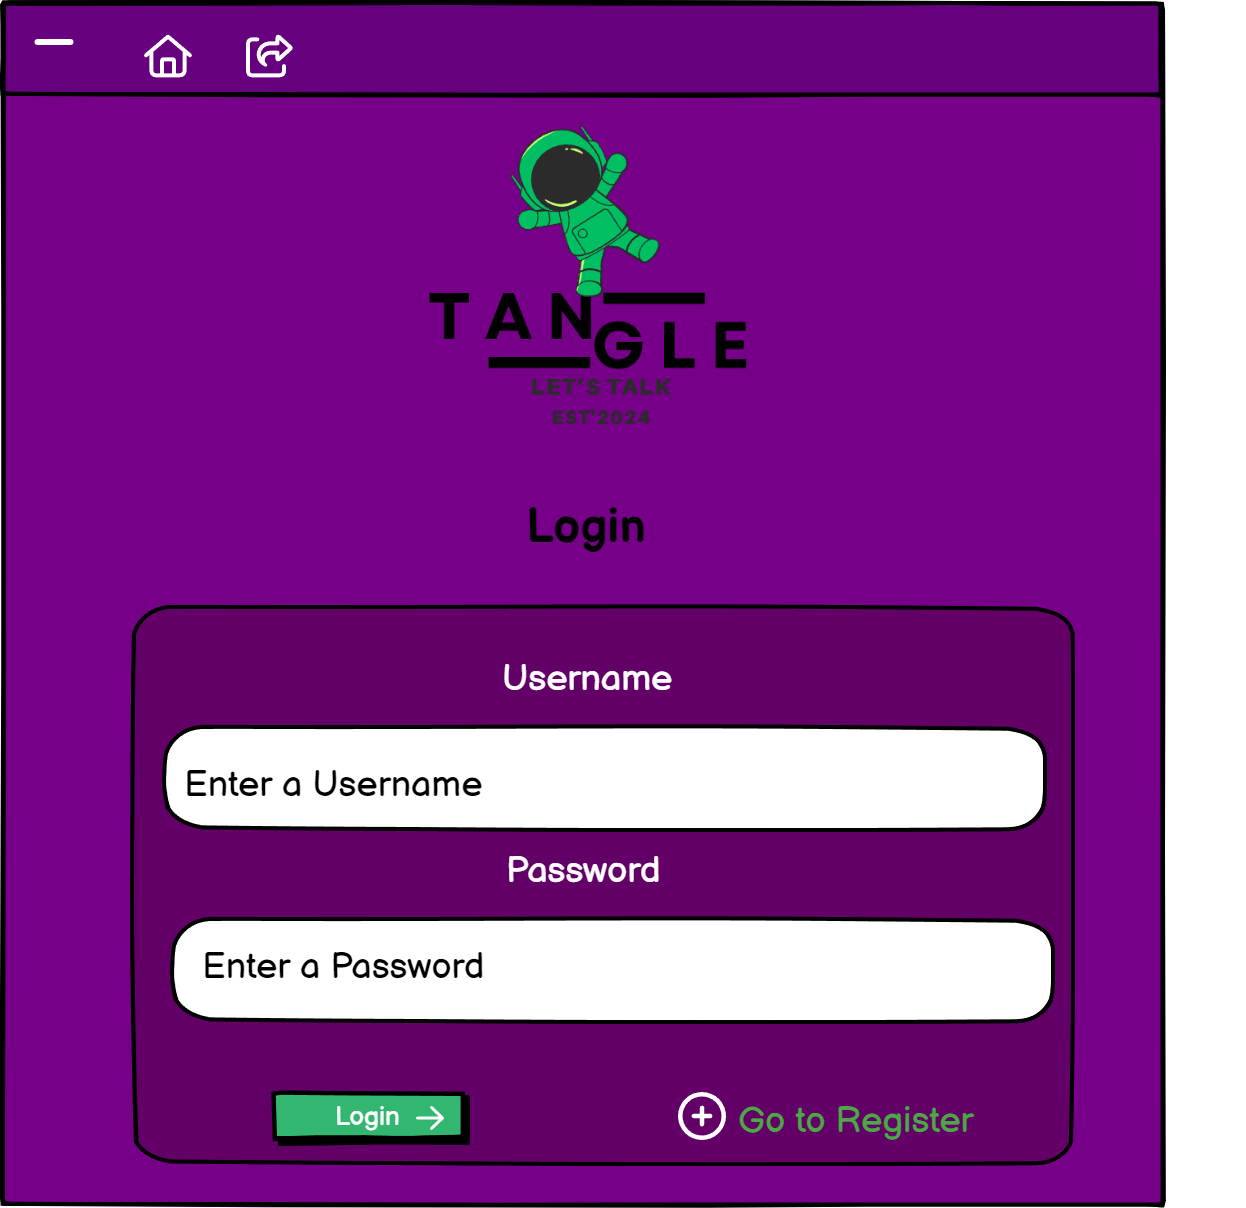 TANGLE
LET'S TALK
EST'2024
Login
Username
Enter a Username
Password
Enter a Password
Login
Go to Register